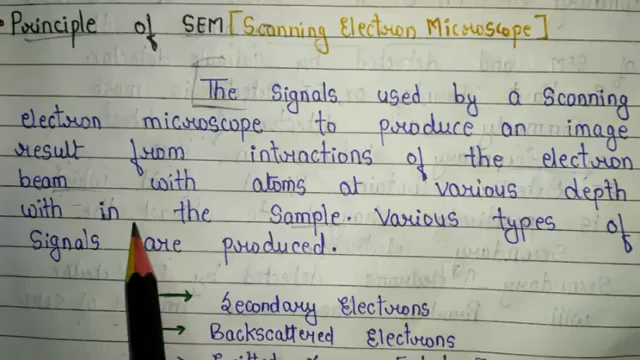 Principle of SEM [Scanning Electron Microscope]
The Signals used by a Scanning
electron microscope to produce an image
result from intractions of the electron
beam with atoms at various depth
with in the Sample. Various types of
Signals are produced.
→ Secondary Electrons
→ Backscattered Electrons